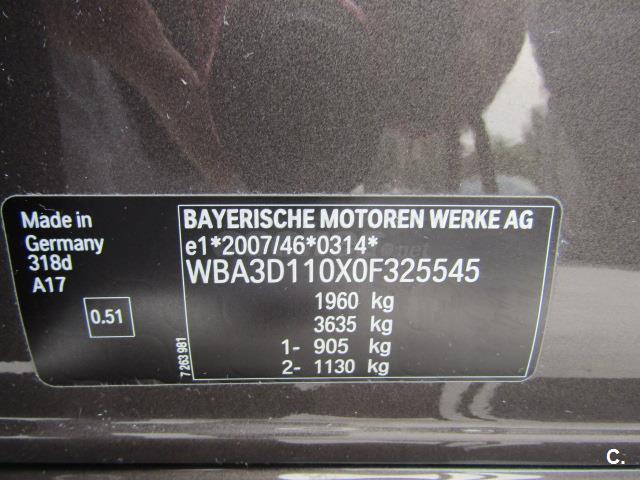 Made in
Germany
318d
A17
0.51
7 263 981
BAYERISCHE MOTOREN WERKE AG
e1*2007/46*0314*
WBA3D110X0F325545
1960 kg
3635 kg
1- 905 kg
2- 1130 kg
C.